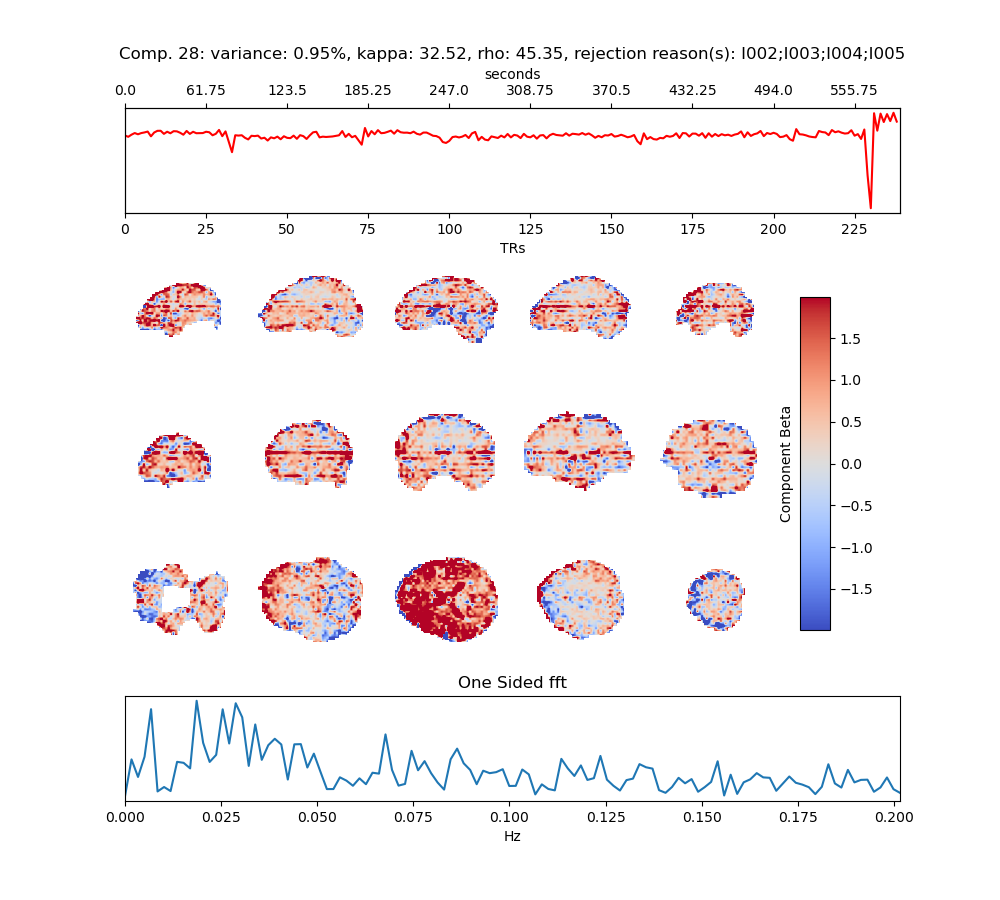 Comp. 28: variance: 0.95%, kappa: 32.52, rho: 45.35, rejection reason(s): I002;I003;I004;I005
seconds
0.0 61.75 123.5 185.25 247.0 308.75 370.5 432.25 494.0 555.75
0 25 50 75 100 125 150 175 200 225
TRs
1.5
1.0
0.5
0.0
−0.5
−1.0
−1.5
Component Beta
One Sided fft
0.000 0.025 0.050 0.075 0.100 0.125 0.150 0.175 0.200
Hz